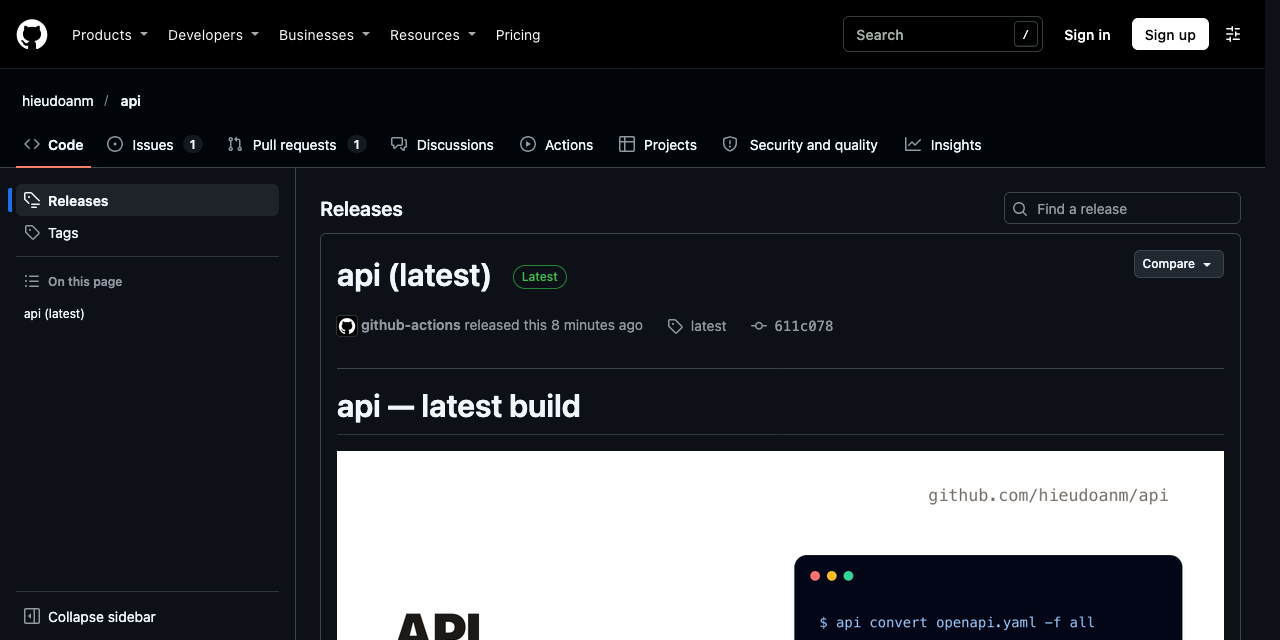 Products Developers Businesses Resources Pricing Search / Sign in Sign up
hieudoanm / api
Code Issues 1 Pull requests 1 Discussions Actions Projects Security and quality Insights
Releases
Tags
On this page
api (latest)
Collapse sidebar
Releases
Find a release
api (latest) Latest
Compare
github-actions released this 8 minutes ago latest 611c078
api — latest build
github.com/hieudoanm/api
API
$ api convert openapi.yaml -f all